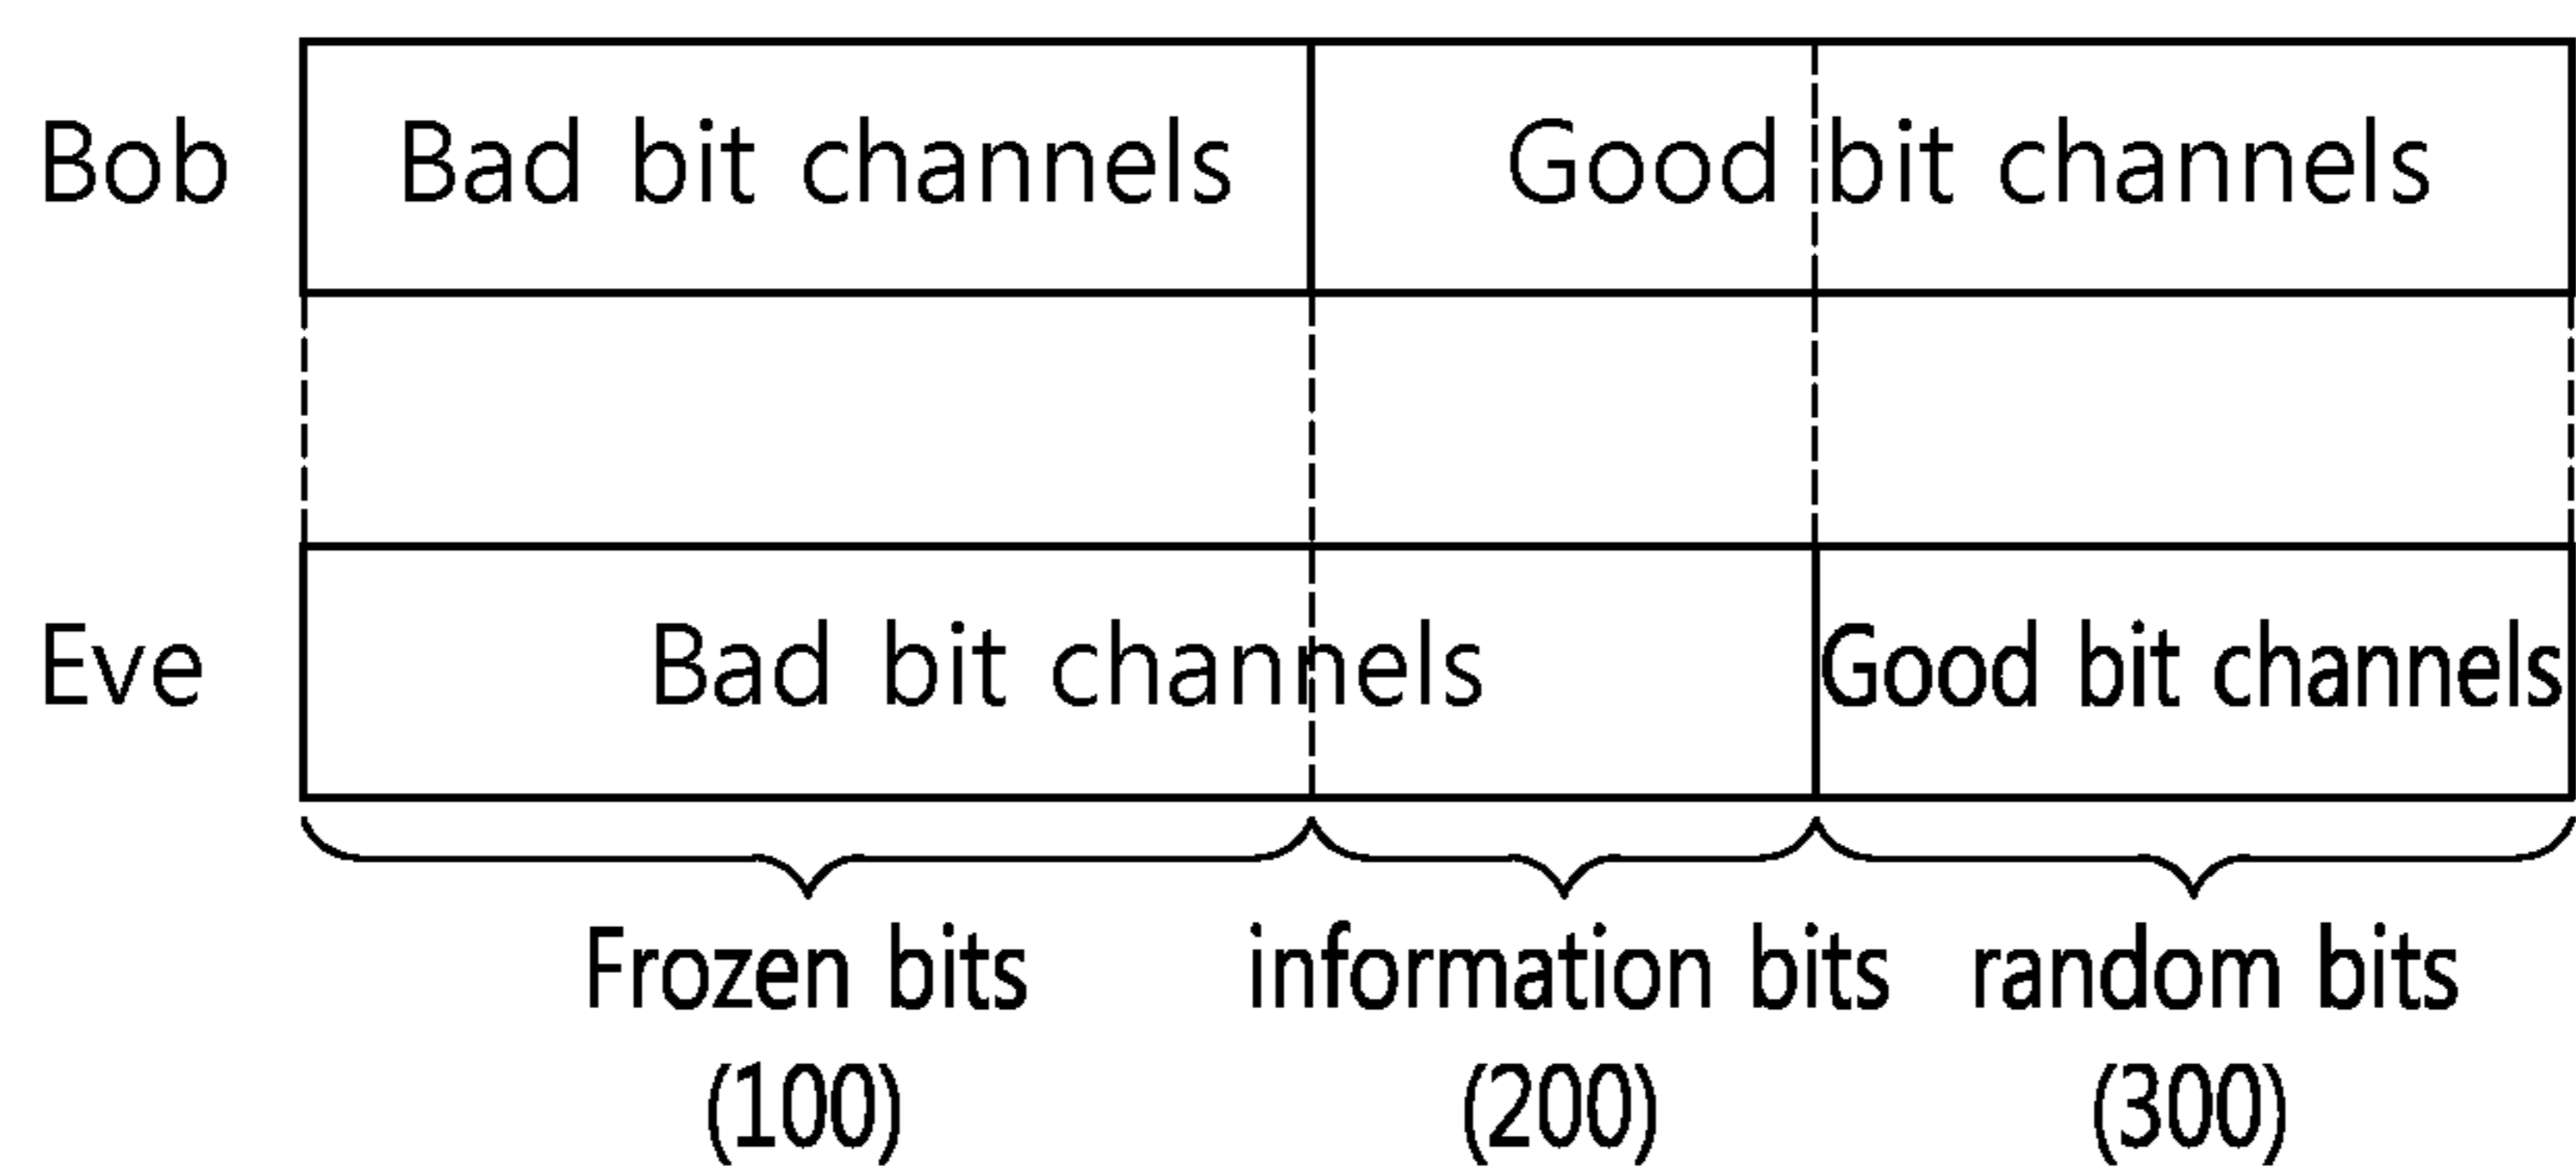 Bob Bad bit channels Good bit channels
Eve Bad bit channels Good bit channels
Frozen bits information bits random bits
(100) (200) (300)